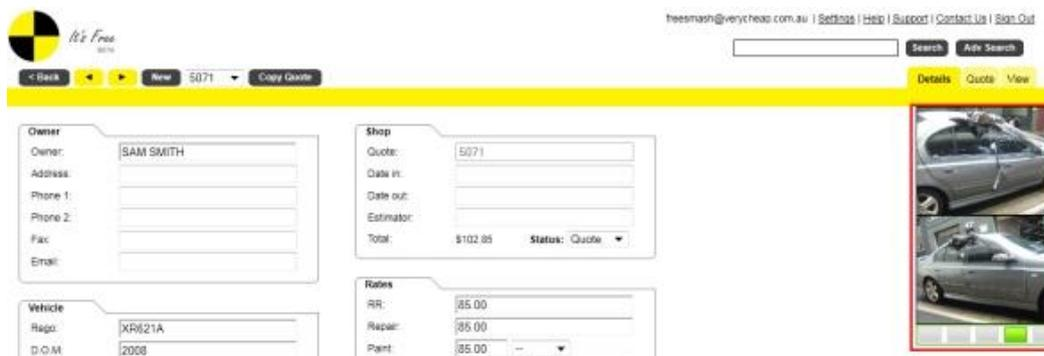 freesmash@verycheap.com.au | Settings | Help | Support | Contact Us | Sign Out
It's Free
BETA
Search Adv Search
< Back New 5071 Copy Quote
Details Quote View
Owner
Owner: SAM SMITH
Address:
Phone 1:
Phone 2:
Fax:
Email:
Shop
Quote: 5071
Date in:
Date out:
Estimator:
Total: $102.85 Status: Quote
Vehicle
Rego: XR621A
D.O.M: 2008
Rates
RR: 85.00
Repair: 85.00
Paint: 85.00 --